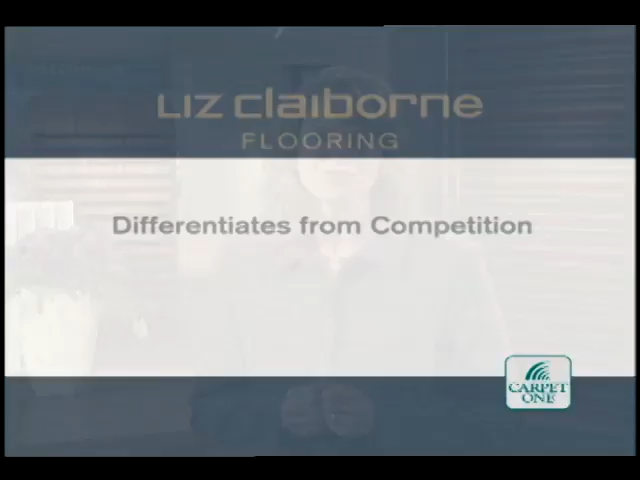 Liz claiborne
FLOORING
Differentiates from Competition
CARPET
ONE